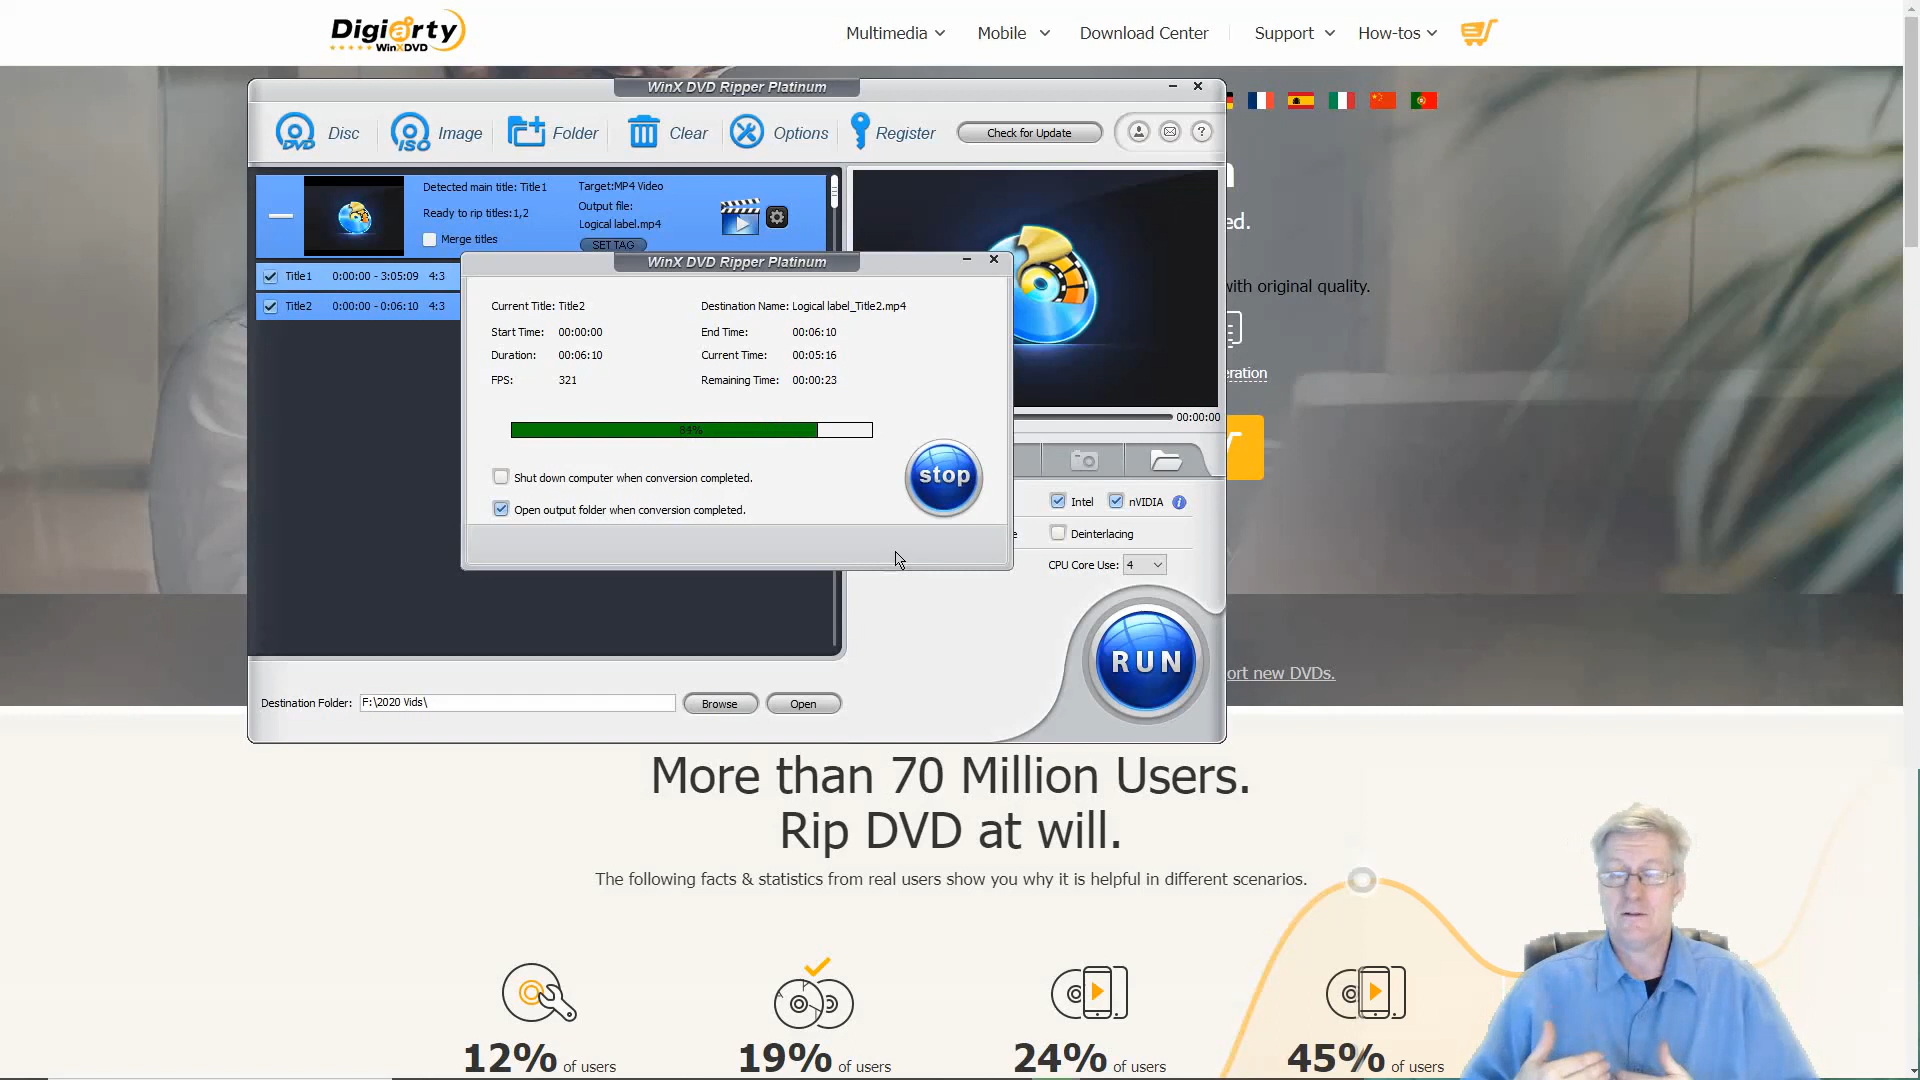 Digiarty
WinXDVD
Multimedia
Mobile
Download Center
Support
How-tos
WinX DVD Ripper Platinum
DVD
Disc
ISO
Image
Folder
Clear
Options
Register
Check for Update
?
Detected main title: Title1
Ready to rip titles:1,2
Merge titles
Target:MP4 Video
Output file:
Logical label.mp4
SET TAG
Title1 0:00:00 - 3:05:09 4:3
Title2 0:00:00 - 0:06:10 4:3
ed.
with original quality.
WinX DVD Ripper Platinum
Current Title: Title2
Destination Name: Logical label_Title2.mp4
Start Time: 00:00:00
End Time: 00:06:10
Duration: 00:06:10
Current Time: 00:05:16
FPS: 321
Remaining Time: 00:00:23
84%
Shut down computer when conversion completed.
Open output folder when conversion completed.
stop
00:00:00
eration
Intel
nVIDIA
i
e
Deinterlacing
CPU Core Use: 4
RUN
ort new DVDs.
Destination Folder: F:\2020 Vids\
Browse
Open
More than 70 Million Users.
Rip DVD at will.
The following facts & statistics from real users show you why it is helpful in different scenarios.
12% of users
19% of users
24% of users
45% of users